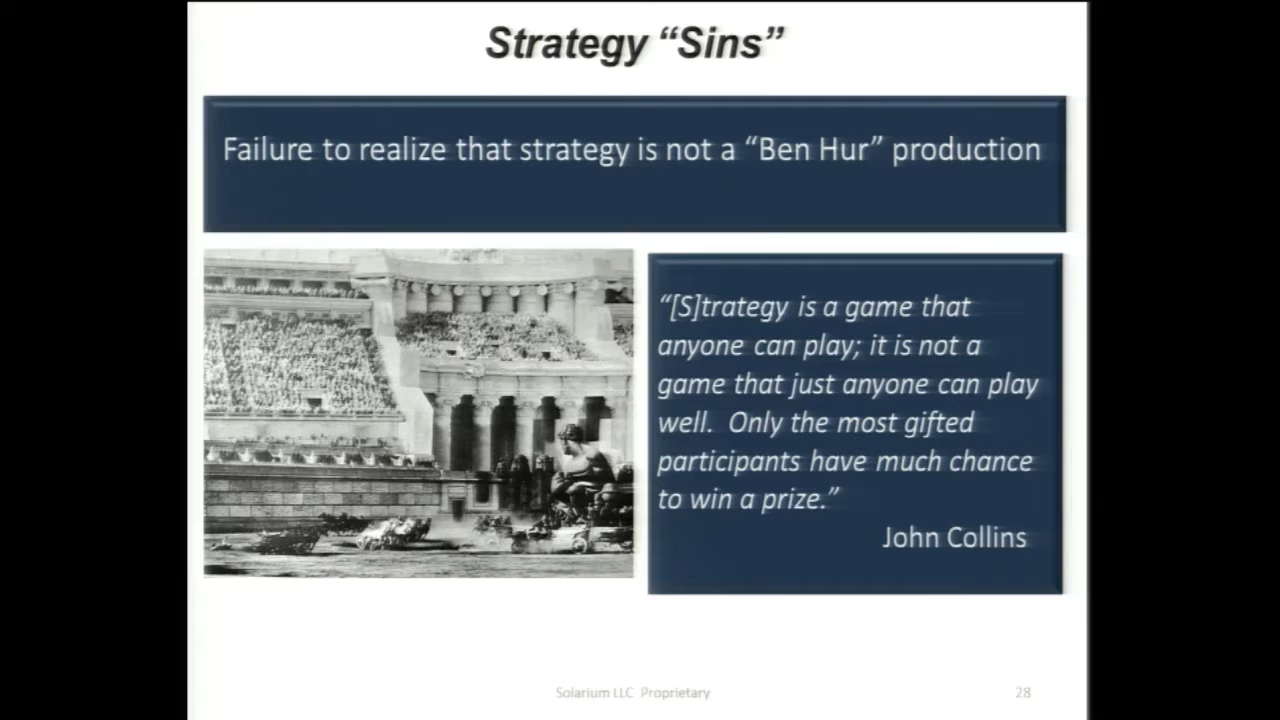 Strategy “Sins”
Failure to realize that strategy is not a “Ben Hur” production
“[S]trategy is a game that
anyone can play; it is not a
game that just anyone can play
well.  Only the most gifted
participants have much chance
to win a prize.”
John Collins
Solarium LLC  Proprietary
28